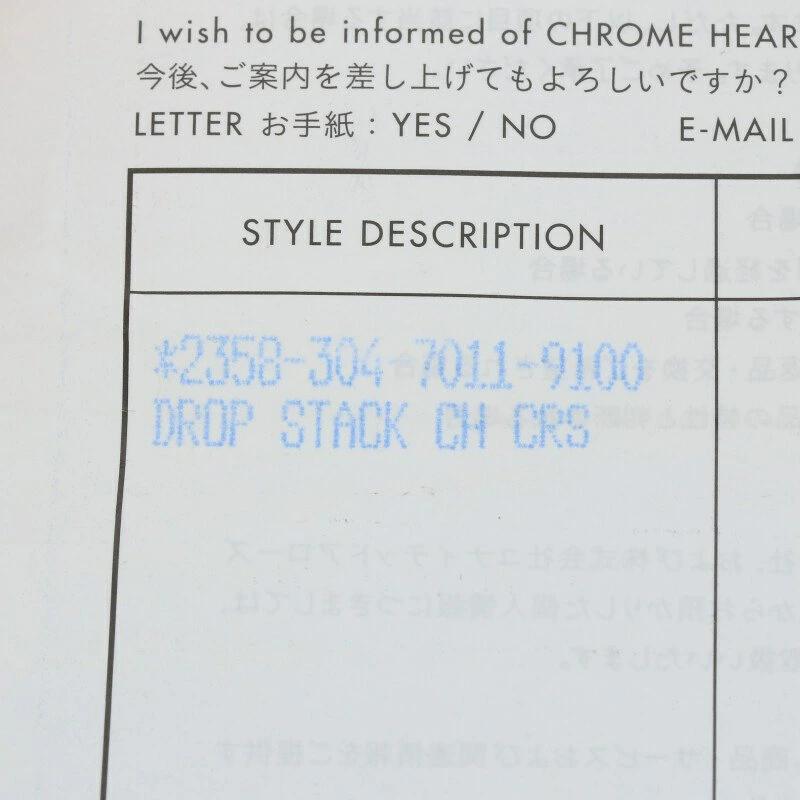 I wish to be informed of CHROME HEAR
今後、ご案内を差し上げてもよろしいですか？
LETTER お手紙：YES / NO E-MAIL
STYLE DESCRIPTION
*2358-304-7011-9100
DROP STACK CH CRS